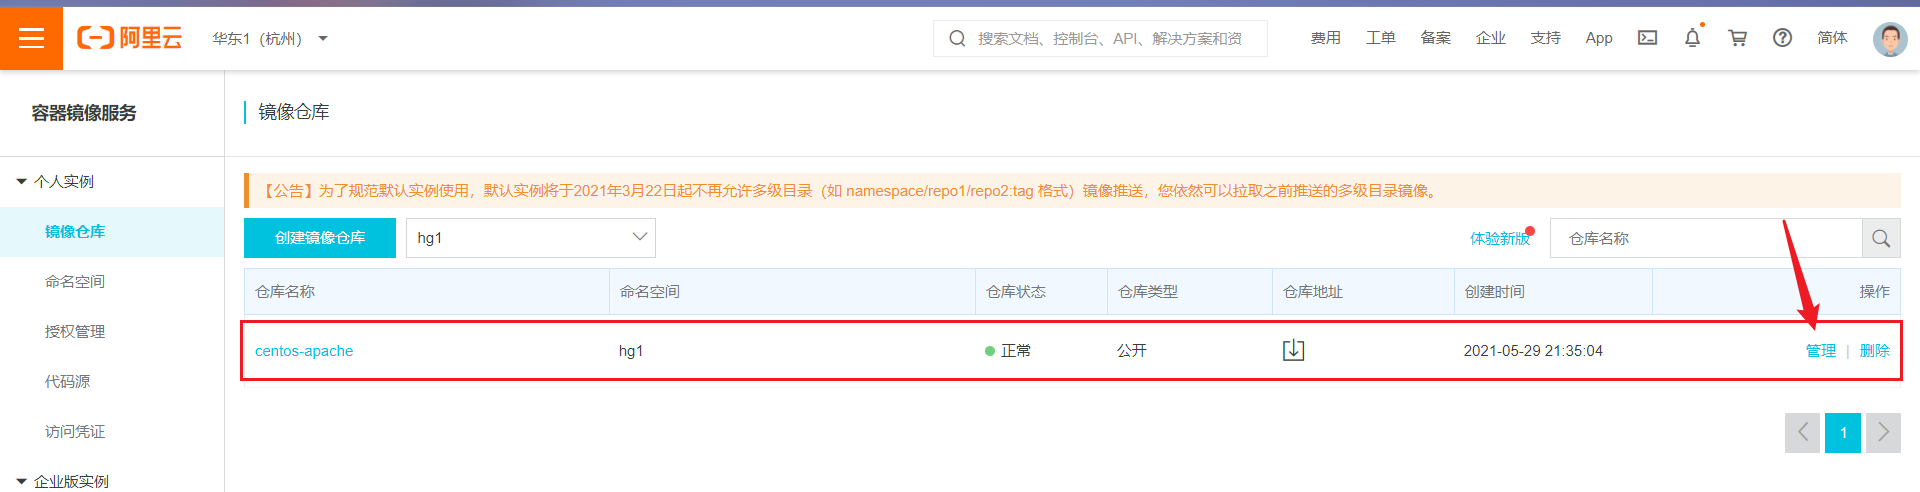 阿里云
华东1（杭州）
搜索文档、控制台、API、解决方案和资
费用
工单
备案
企业
支持
App
简体
容器镜像服务
个人实例
镜像仓库
命名空间
授权管理
代码源
访问凭证
企业版实例
镜像仓库
【公告】为了规范默认实例使用，默认实例将于2021年3月22日起不再允许多级目录（如 namespace/repo1/repo2:tag 格式）镜像推送，您依然可以拉取之前推送的多级目录镜像。
创建镜像仓库
hg1
体验新版
仓库名称
仓库名称
命名空间
仓库状态
仓库类型
仓库地址
创建时间
操作
centos-apache
hg1
正常
公开
2021-05-29 21:35:04
管理 | 删除
1